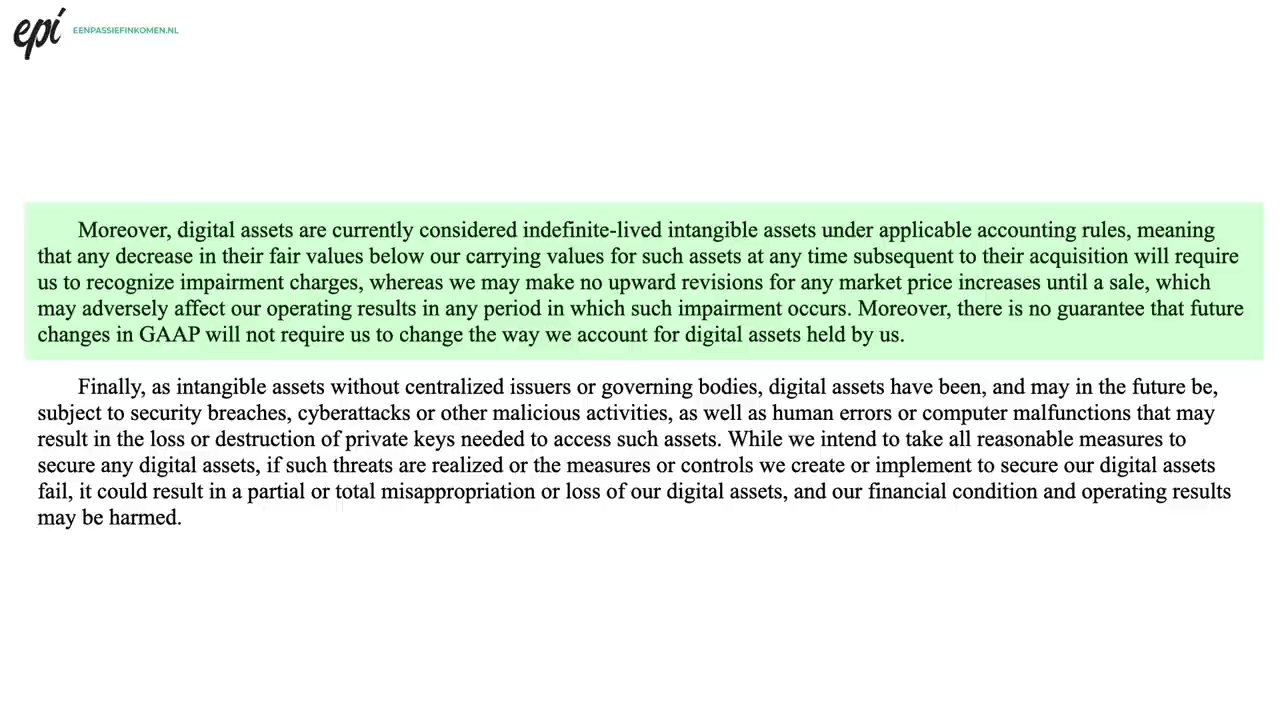 epi EENPASSIEFINKOMEN.NL
Moreover, digital assets are currently considered indefinite-lived intangible assets under applicable accounting rules, meaning
that any decrease in their fair values below our carrying values for such assets at any time subsequent to their acquisition will require
us to recognize impairment charges, whereas we may make no upward revisions for any market price increases until a sale, which
may adversely affect our operating results in any period in which such impairment occurs. Moreover, there is no guarantee that future
changes in GAAP will not require us to change the way we account for digital assets held by us.
Finally, as intangible assets without centralized issuers or governing bodies, digital assets have been, and may in the future be,
subject to security breaches, cyberattacks or other malicious activities, as well as human errors or computer malfunctions that may
result in the loss or destruction of private keys needed to access such assets. While we intend to take all reasonable measures to
secure any digital assets, if such threats are realized or the measures or controls we create or implement to secure our digital assets
fail, it could result in a partial or total misappropriation or loss of our digital assets, and our financial condition and operating results
may be harmed.